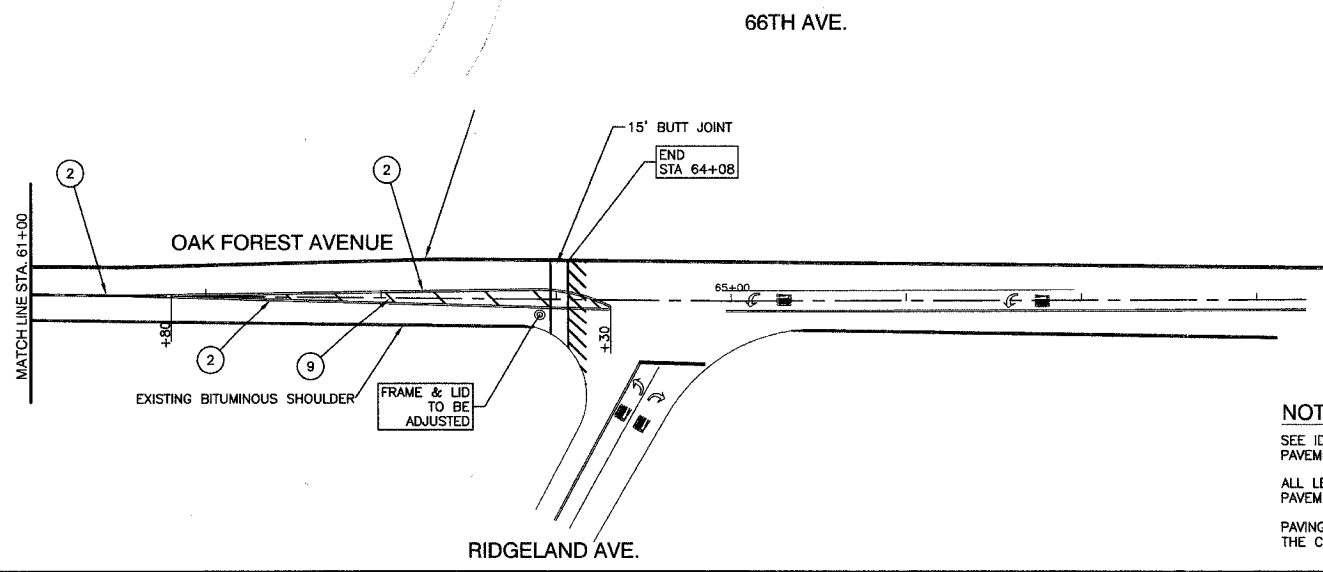 66TH AVE.
15' BUTT JOINT
END
STA 64+08
2
2
OAK FOREST AVENUE
MATCH LINE STA. 61+00
65+00
+80
+30
2
9
EXISTING BITUMINOUS SHOULDER
FRAME & LID
TO BE
ADJUSTED
RIDGELAND AVE.
NOT
SEE ID
PAVEM
ALL LE
PAVEM
PAVING
THE C